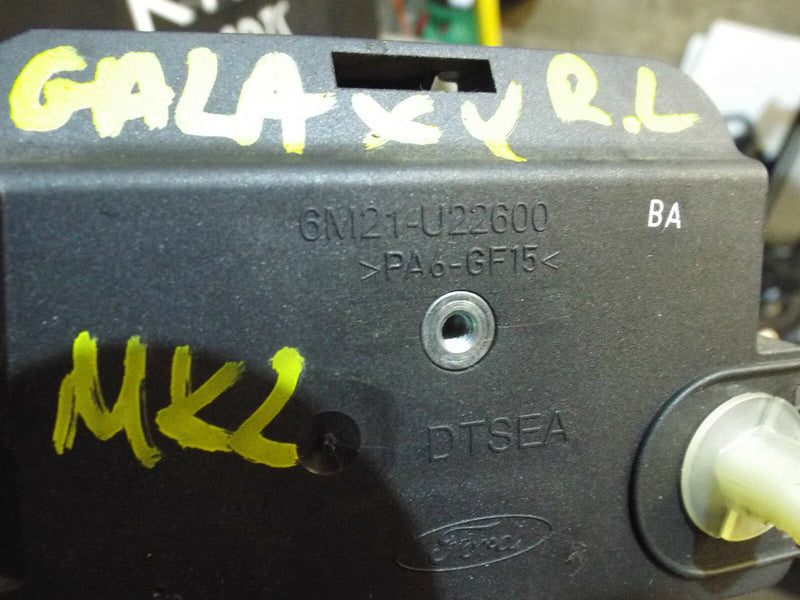 GALAXY R.L
6M21-U22600
BA
>PA6-GF15<
MK2
DTSEA
Ford